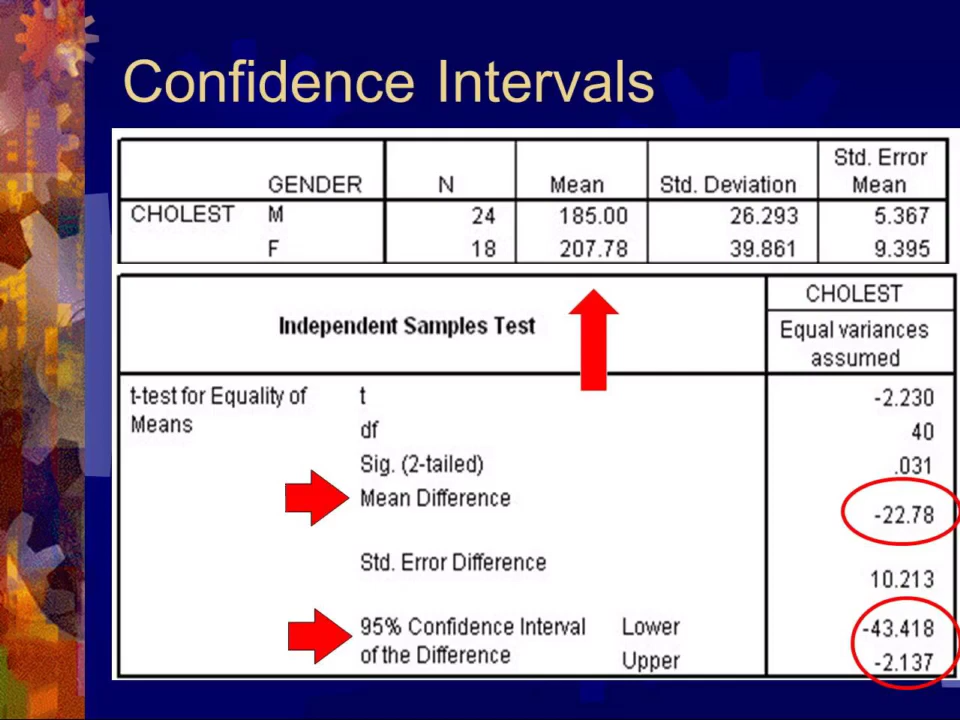 Confidence Intervals
GENDER N Mean Std. Deviation Std. Error Mean
CHOLEST M 24 185.00 26.293 5.367
F 18 207.78 39.861 9.395
Independent Samples Test
CHOLEST
Equal variances assumed
t-test for Equality of Means
t -2.230
df 40
Sig. (2-tailed) .031
Mean Difference -22.78
Std. Error Difference 10.213
95% Confidence Interval of the Difference
Lower -43.418
Upper -2.137